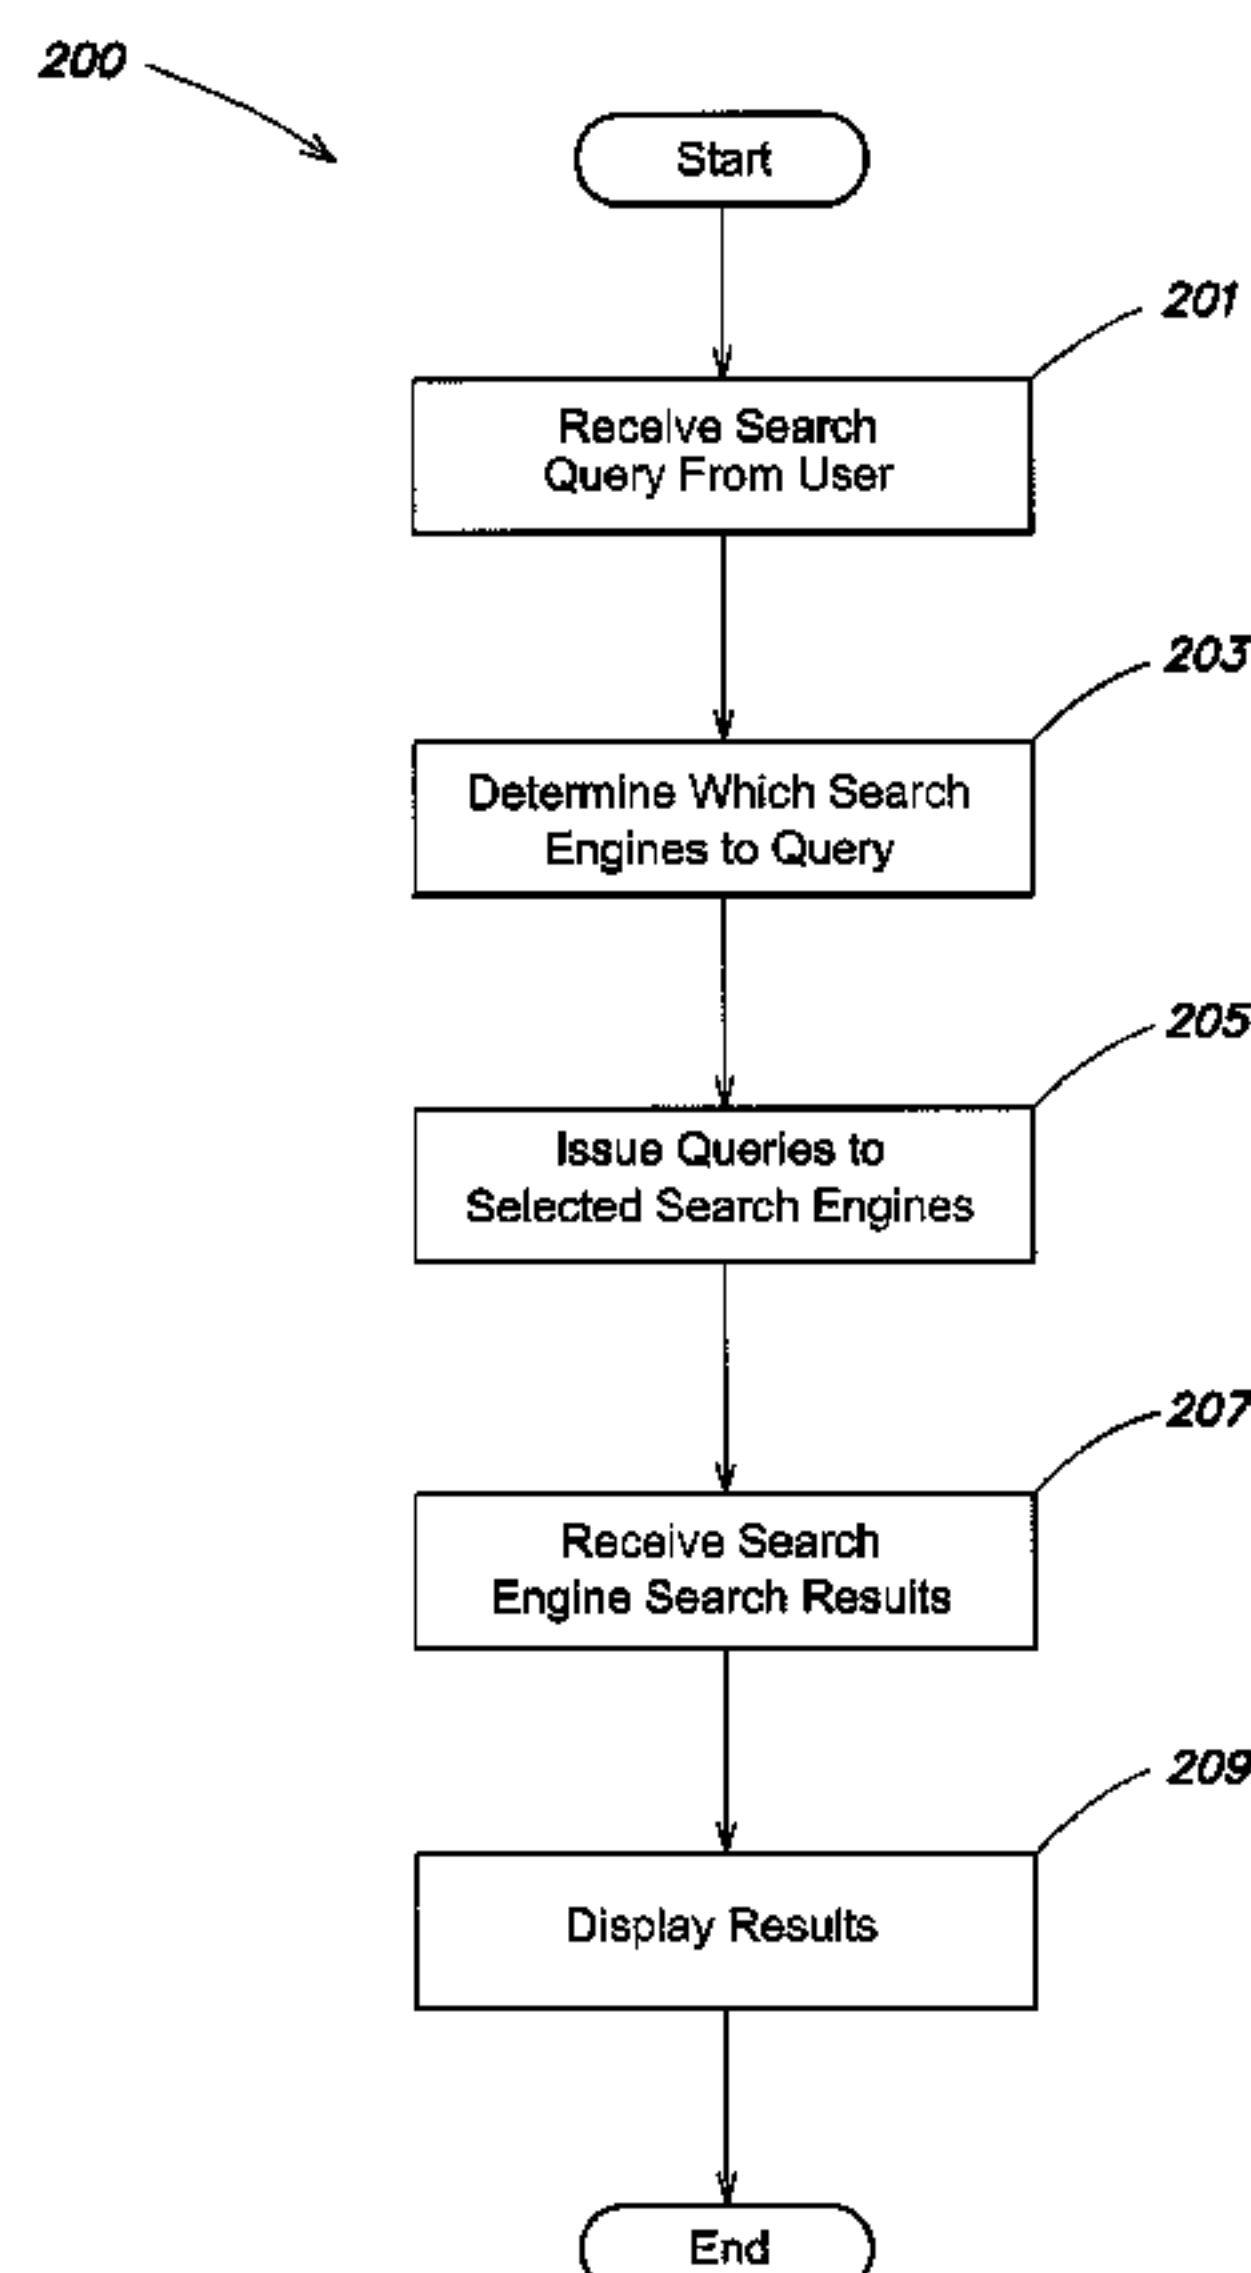 200
Start
201
Receive Search
Query From User
203
Determine Which Search
Engines to Query
205
Issue Queries to
Selected Search Engines
207
Receive Search
Engine Search Results
209
Display Results
End